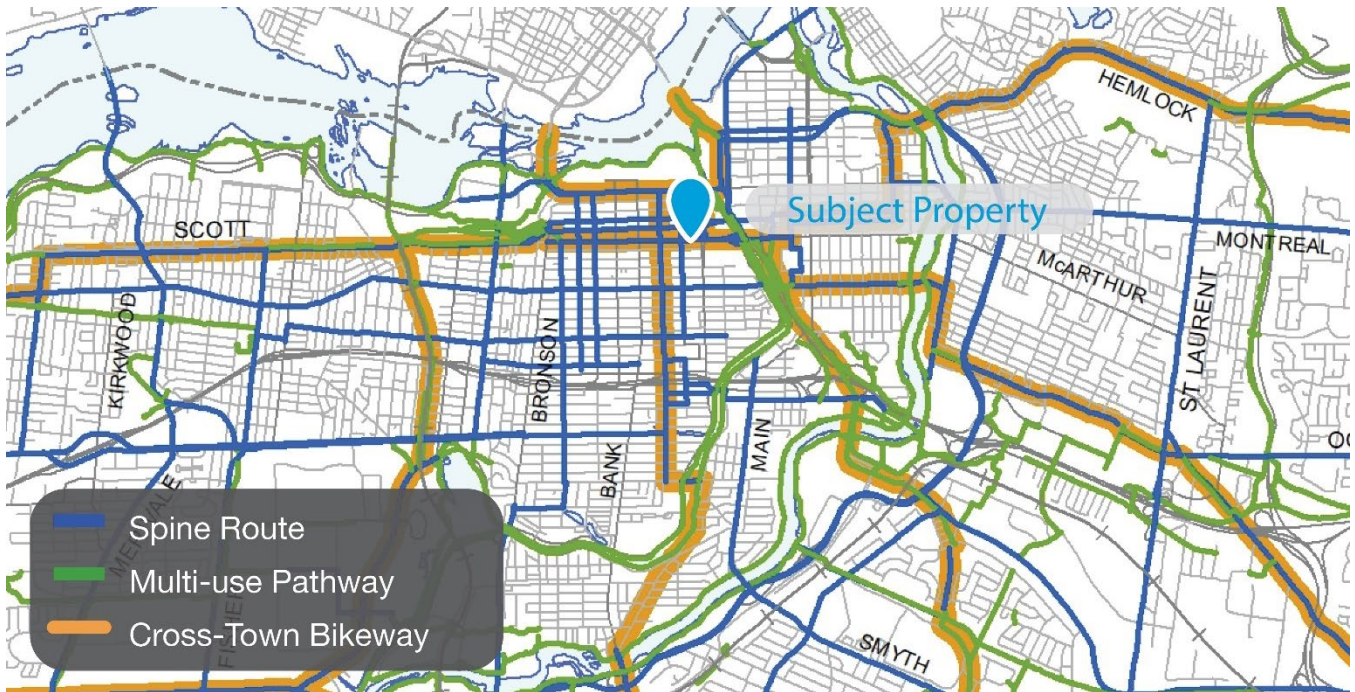 HEMLOCK
SCOTT
Subject Property
MONTREAL
McARTHUR
KIRKWOOD
BRONSON
ST LAURENT
BANK
MAIN
Spine Route
Multi-use Pathway
Cross-Town Bikeway
SMYTH